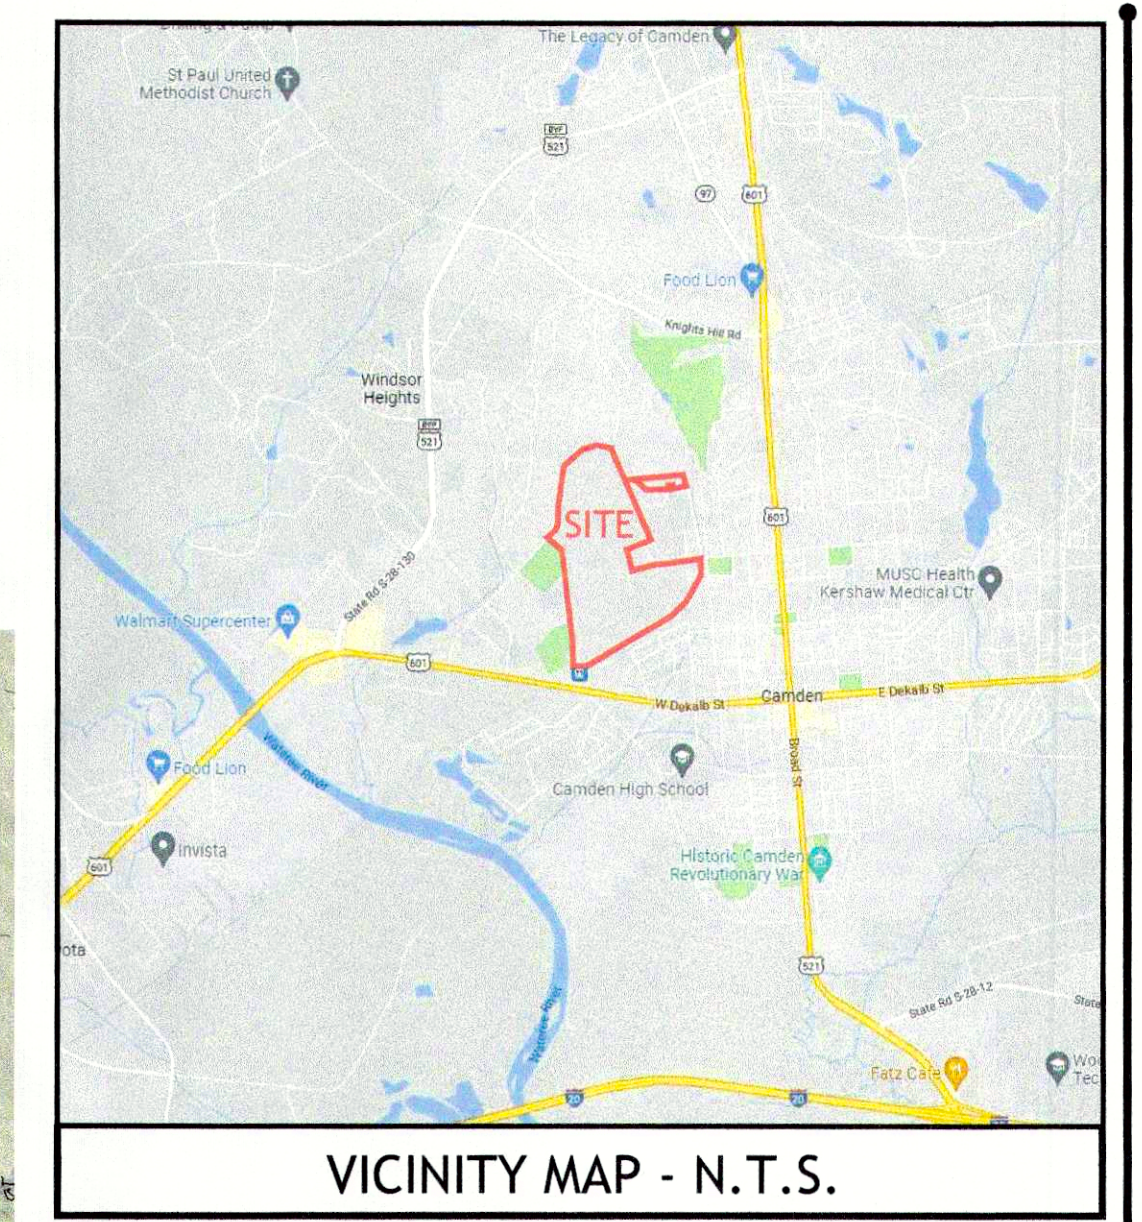 The Legacy of Camden
St Paul United
Methodist Church
BYP
521
97
601
Food Lion
Knights Hill Rd
Windsor
Heights
BYP
521
SITE
601
State Rd S-28-130
MUSC Health
Kershaw Medical Ctr
Walmart Supercenter
601
Camden
W Dekalb St
E Dekalb St
Broad St
Wateree River
Food Lion
Camden High School
Invista
601
Historic Camden
Revolutionary War
ota
521
State Rd S-28-12
State
Wateree River
Fatz Cafe
Tec
20
20
VICINITY MAP - N.T.S.